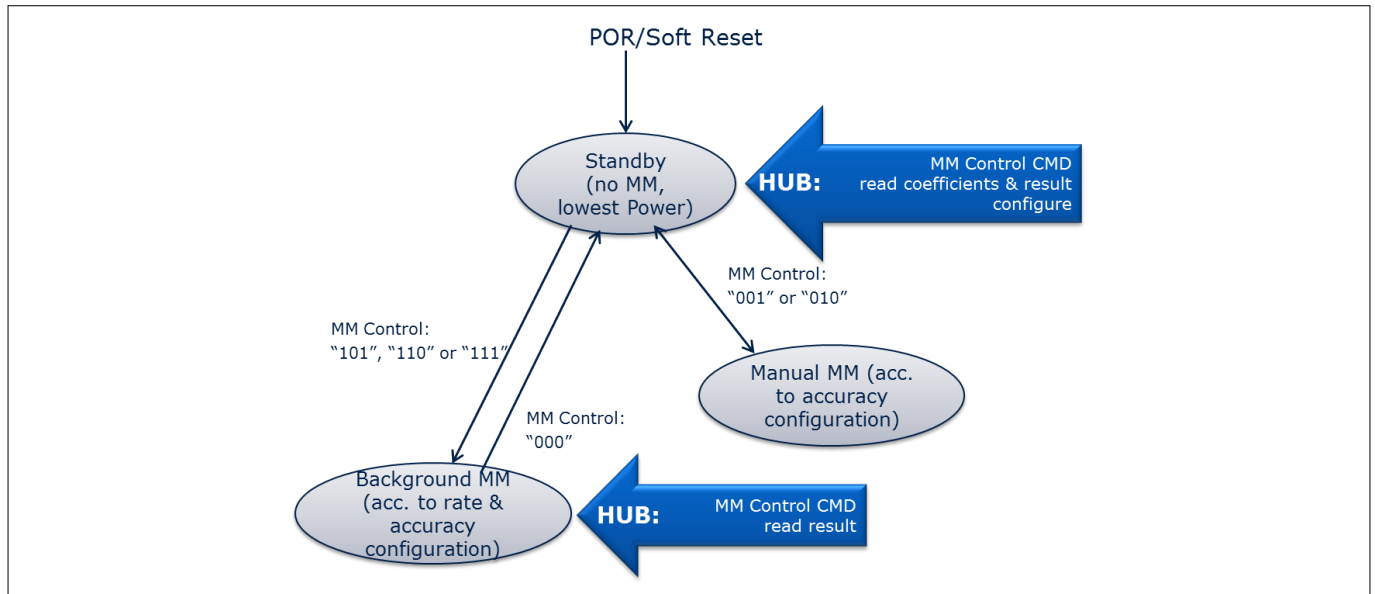 POR/Soft Reset
Standby
(no MM,
lowest Power)
HUB:
MM Control CMD
read coefficients & result
configure
MM Control:
“001” or “010”
MM Control:
“101”, “110” or “111”
Manual MM (acc.
to accuracy
configuration)
MM Control:
“000”
Background MM
(acc. to rate &
accuracy
configuration)
HUB:
MM Control CMD
read result